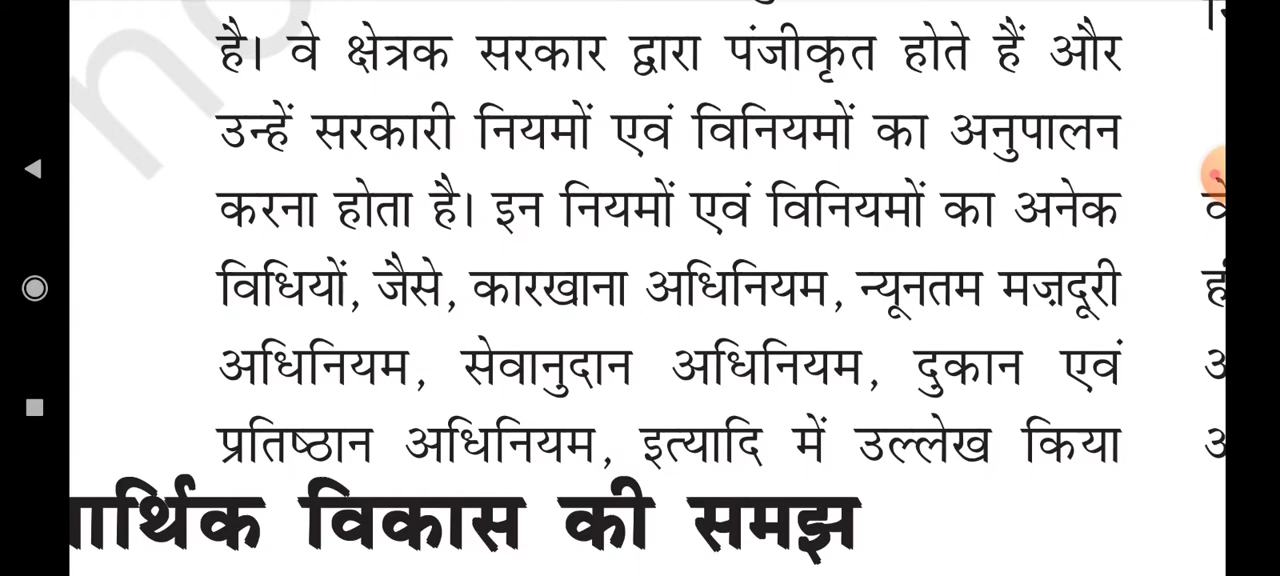 है। वे क्षेत्रक सरकार द्वारा पंजीकृत होते हैं और
उन्हें सरकारी नियमों एवं विनियमों का अनुपालन
करना होता है। इन नियमों एवं विनियमों का अनेक
विधियों, जैसे, कारखाना अधिनियम, न्यूनतम मज़दूरी
अधिनियम, सेवानुदान अधिनियम, दुकान एवं
प्रतिष्ठान अधिनियम, इत्यादि में उल्लेख किया
विकास की समझ